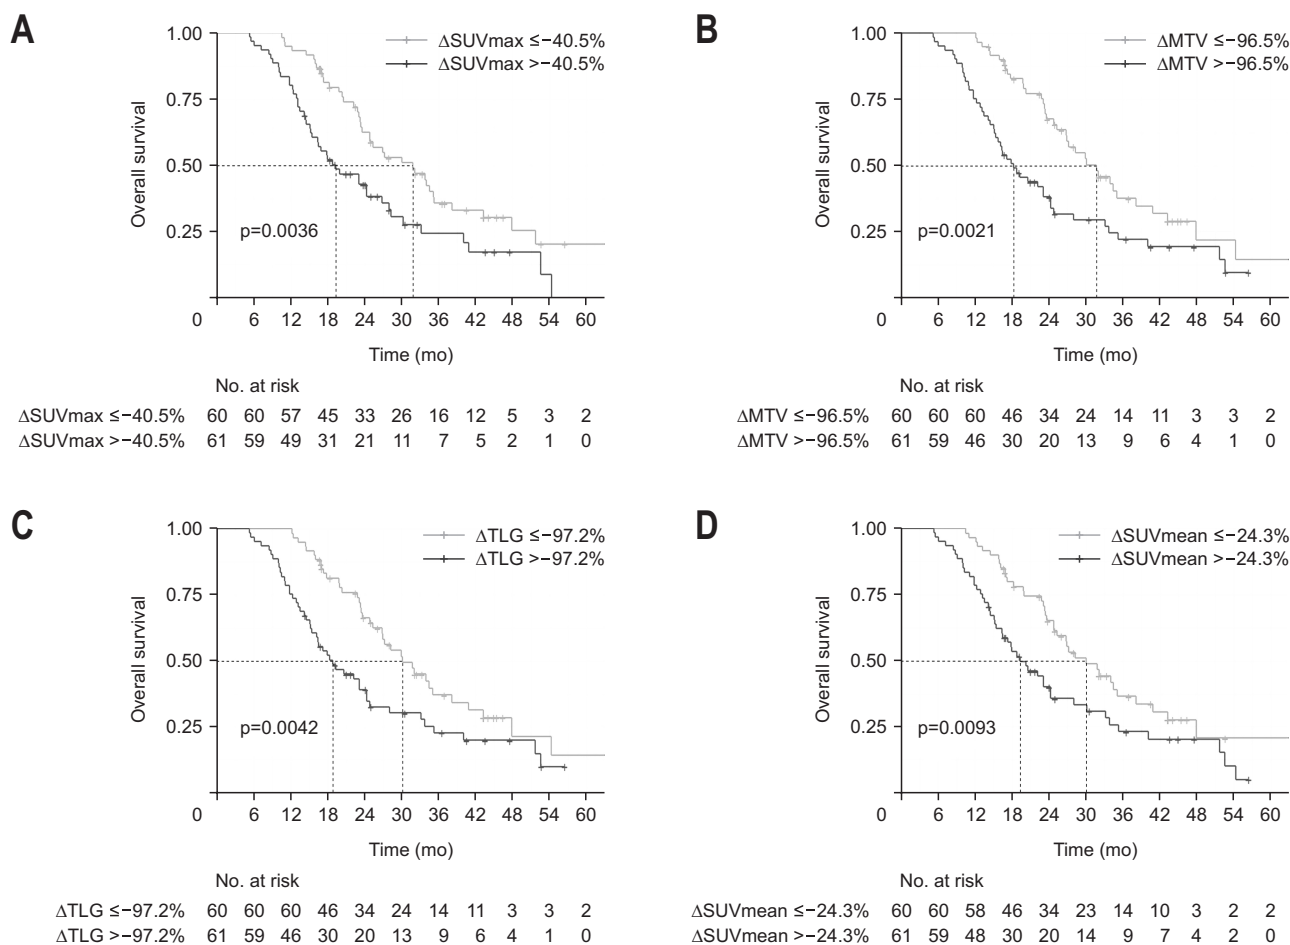 A
1.00
0.75
0.50
0.25
Overall survival
ΔSUVmax ≤−40.5%
ΔSUVmax >−40.5%
p=0.0036
0 6 12 18 24 30 36 42 48 54 60
Time (mo)
No. at risk
ΔSUVmax ≤−40.5% 60 60 57 45 33 26 16 12 5 3 2
ΔSUVmax >−40.5% 61 59 49 31 21 11 7 5 2 1 0
B
1.00
0.75
0.50
0.25
Overall survival
ΔMTV ≤−96.5%
ΔMTV >−96.5%
p=0.0021
0 6 12 18 24 30 36 42 48 54 60
Time (mo)
No. at risk
ΔMTV ≤−96.5% 60 60 60 46 34 24 14 11 3 3 2
ΔMTV >−96.5% 61 59 46 30 20 13 9 6 4 1 0
C
1.00
0.75
0.50
0.25
Overall survival
ΔTLG ≤−97.2%
ΔTLG >−97.2%
p=0.0042
0 6 12 18 24 30 36 42 48 54 60
Time (mo)
No. at risk
ΔTLG ≤−97.2% 60 60 60 46 34 24 14 11 3 3 2
ΔTLG >−97.2% 61 59 46 30 20 13 9 6 4 1 0
D
1.00
0.75
0.50
0.25
Overall survival
ΔSUVmean ≤−24.3%
ΔSUVmean >−24.3%
p=0.0093
0 6 12 18 24 30 36 42 48 54 60
Time (mo)
No. at risk
ΔSUVmean ≤−24.3% 60 60 58 46 34 23 14 10 3 2 2
ΔSUVmean >−24.3% 61 59 48 30 20 14 9 7 4 2 0